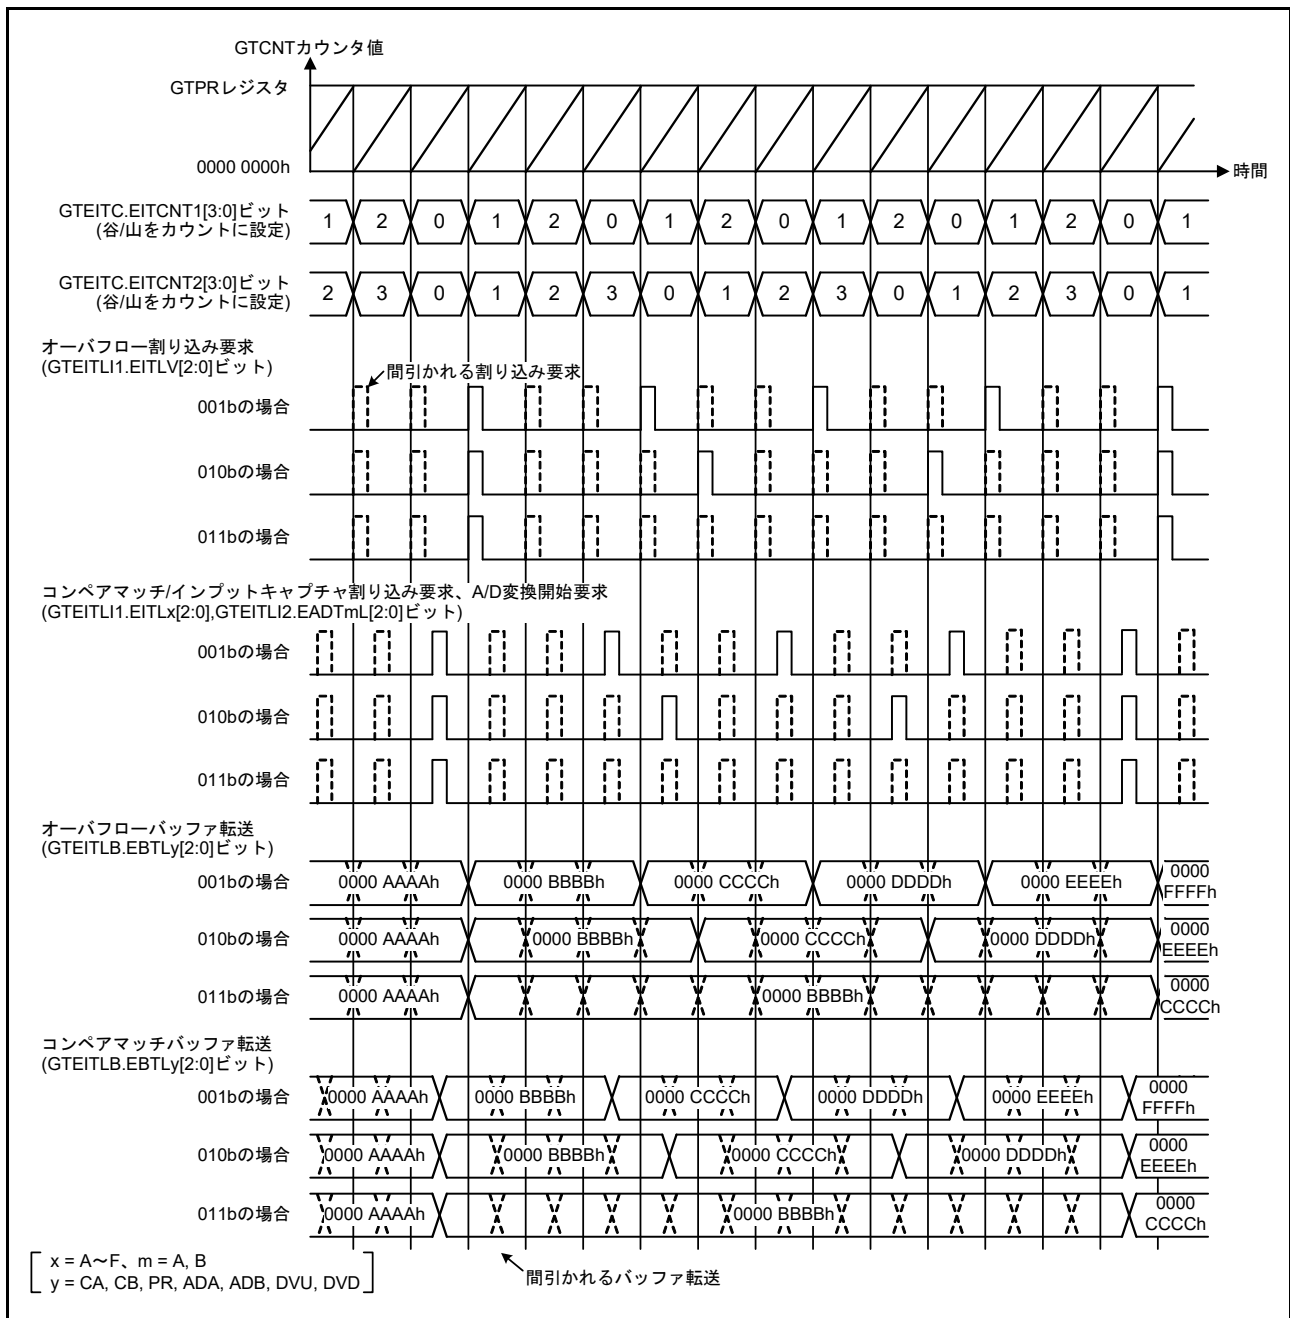 GTCNTカウンタ値
GTPRレジスタ
0000 0000h
時間
GTEITC.EITCNT1[3:0]ビット
(谷/山をカウントに設定)
1 2 0 1 2 0 1 2 0 1 2 0 1 2 0 1
GTEITC.EITCNT2[3:0]ビット
(谷/山をカウントに設定)
2 3 0 1 2 3 0 1 2 3 0 1 2 3 0 1
オーバフロー割り込み要求
(GTEITLI1.EITLV[2:0]ビット)
間引かれる割り込み要求
001bの場合
010bの場合
011bの場合
コンペアマッチ/インプットキャプチャ割り込み要求、A/D変換開始要求
(GTEITLI1.EITLx[2:0],GTEITLI2.EADTmL[2:0]ビット)
001bの場合
010bの場合
011bの場合
オーバフローバッファ転送
(GTEITLB.EBTLy[2:0]ビット)
001bの場合 0000 AAAAh 0000 BBBBh 0000 CCCCh 0000 DDDDh 0000 EEEEh 0000 FFFFh
010bの場合 0000 AAAAh 0000 BBBBh 0000 CCCCh 0000 DDDDh 0000 EEEEh
011bの場合 0000 AAAAh 0000 BBBBh 0000 CCCCh
コンペアマッチバッファ転送
(GTEITLB.EBTLy[2:0]ビット)
001bの場合 0000 AAAAh 0000 BBBBh 0000 CCCCh 0000 DDDDh 0000 EEEEh 0000 FFFFh
010bの場合 0000 AAAAh 0000 BBBBh 0000 CCCCh 0000 DDDDh 0000 EEEEh
011bの場合 0000 AAAAh 0000 BBBBh 0000 CCCCh
x = A～F、m = A, B
y = CA, CB, PR, ADA, ADB, DVU, DVD
間引かれるバッファ転送